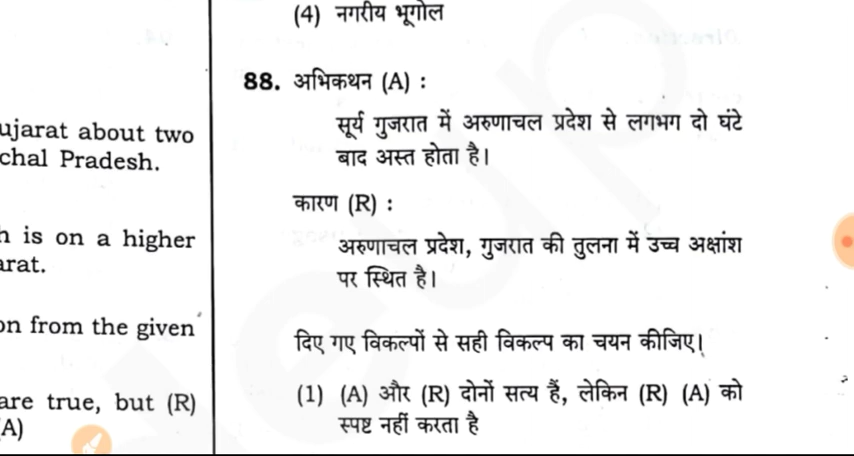 ujarat about two
chal Pradesh.
h is on a higher
arat.
on from the given
are true, but (R)
A)
(4) नगरीय भूगोल
88. अभिकथन (A) :
सूर्य गुजरात में अरुणाचल प्रदेश से लगभग दो घंटे
बाद अस्त होता है।
कारण (R) :
अरुणाचल प्रदेश, गुजरात की तुलना में उच्च अक्षांश
पर स्थित है।
दिए गए विकल्पों से सही विकल्प का चयन कीजिए।
(1) (A) और (R) दोनों सत्य हैं, लेकिन (R) (A) को
स्पष्ट नहीं करता है